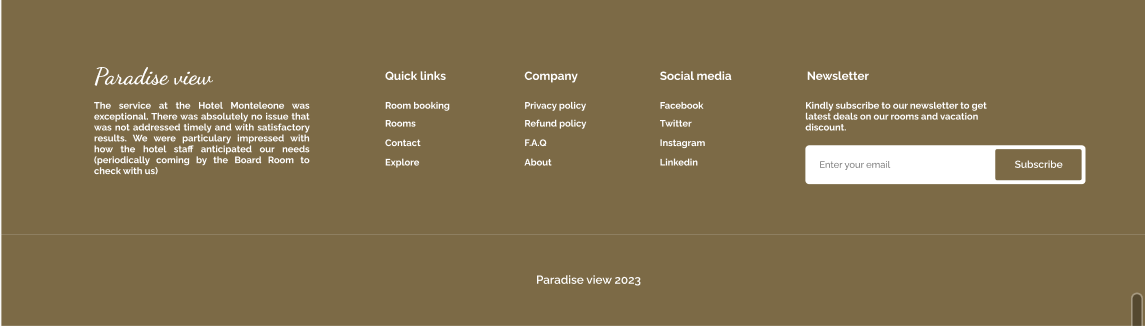 Paradise view
The service at the Hotel Monteleone was
exceptional. There was absolutely no issue that
was not addressed timely and with satisfactory
results. We were particulary impressed with
how the hotel staff anticipated our needs
(periodically coming by the Board Room to
check with us)
Quick links
Room booking
Rooms
Contact
Explore
Company
Privacy policy
Refund policy
F.A.Q
About
Social media
Facebook
Twitter
Instagram
Linkedin
Newsletter
Kindly subscribe to our newsletter to get
latest deals on our rooms and vacation
discount.
Enter your email
Subscribe
Paradise view 2023